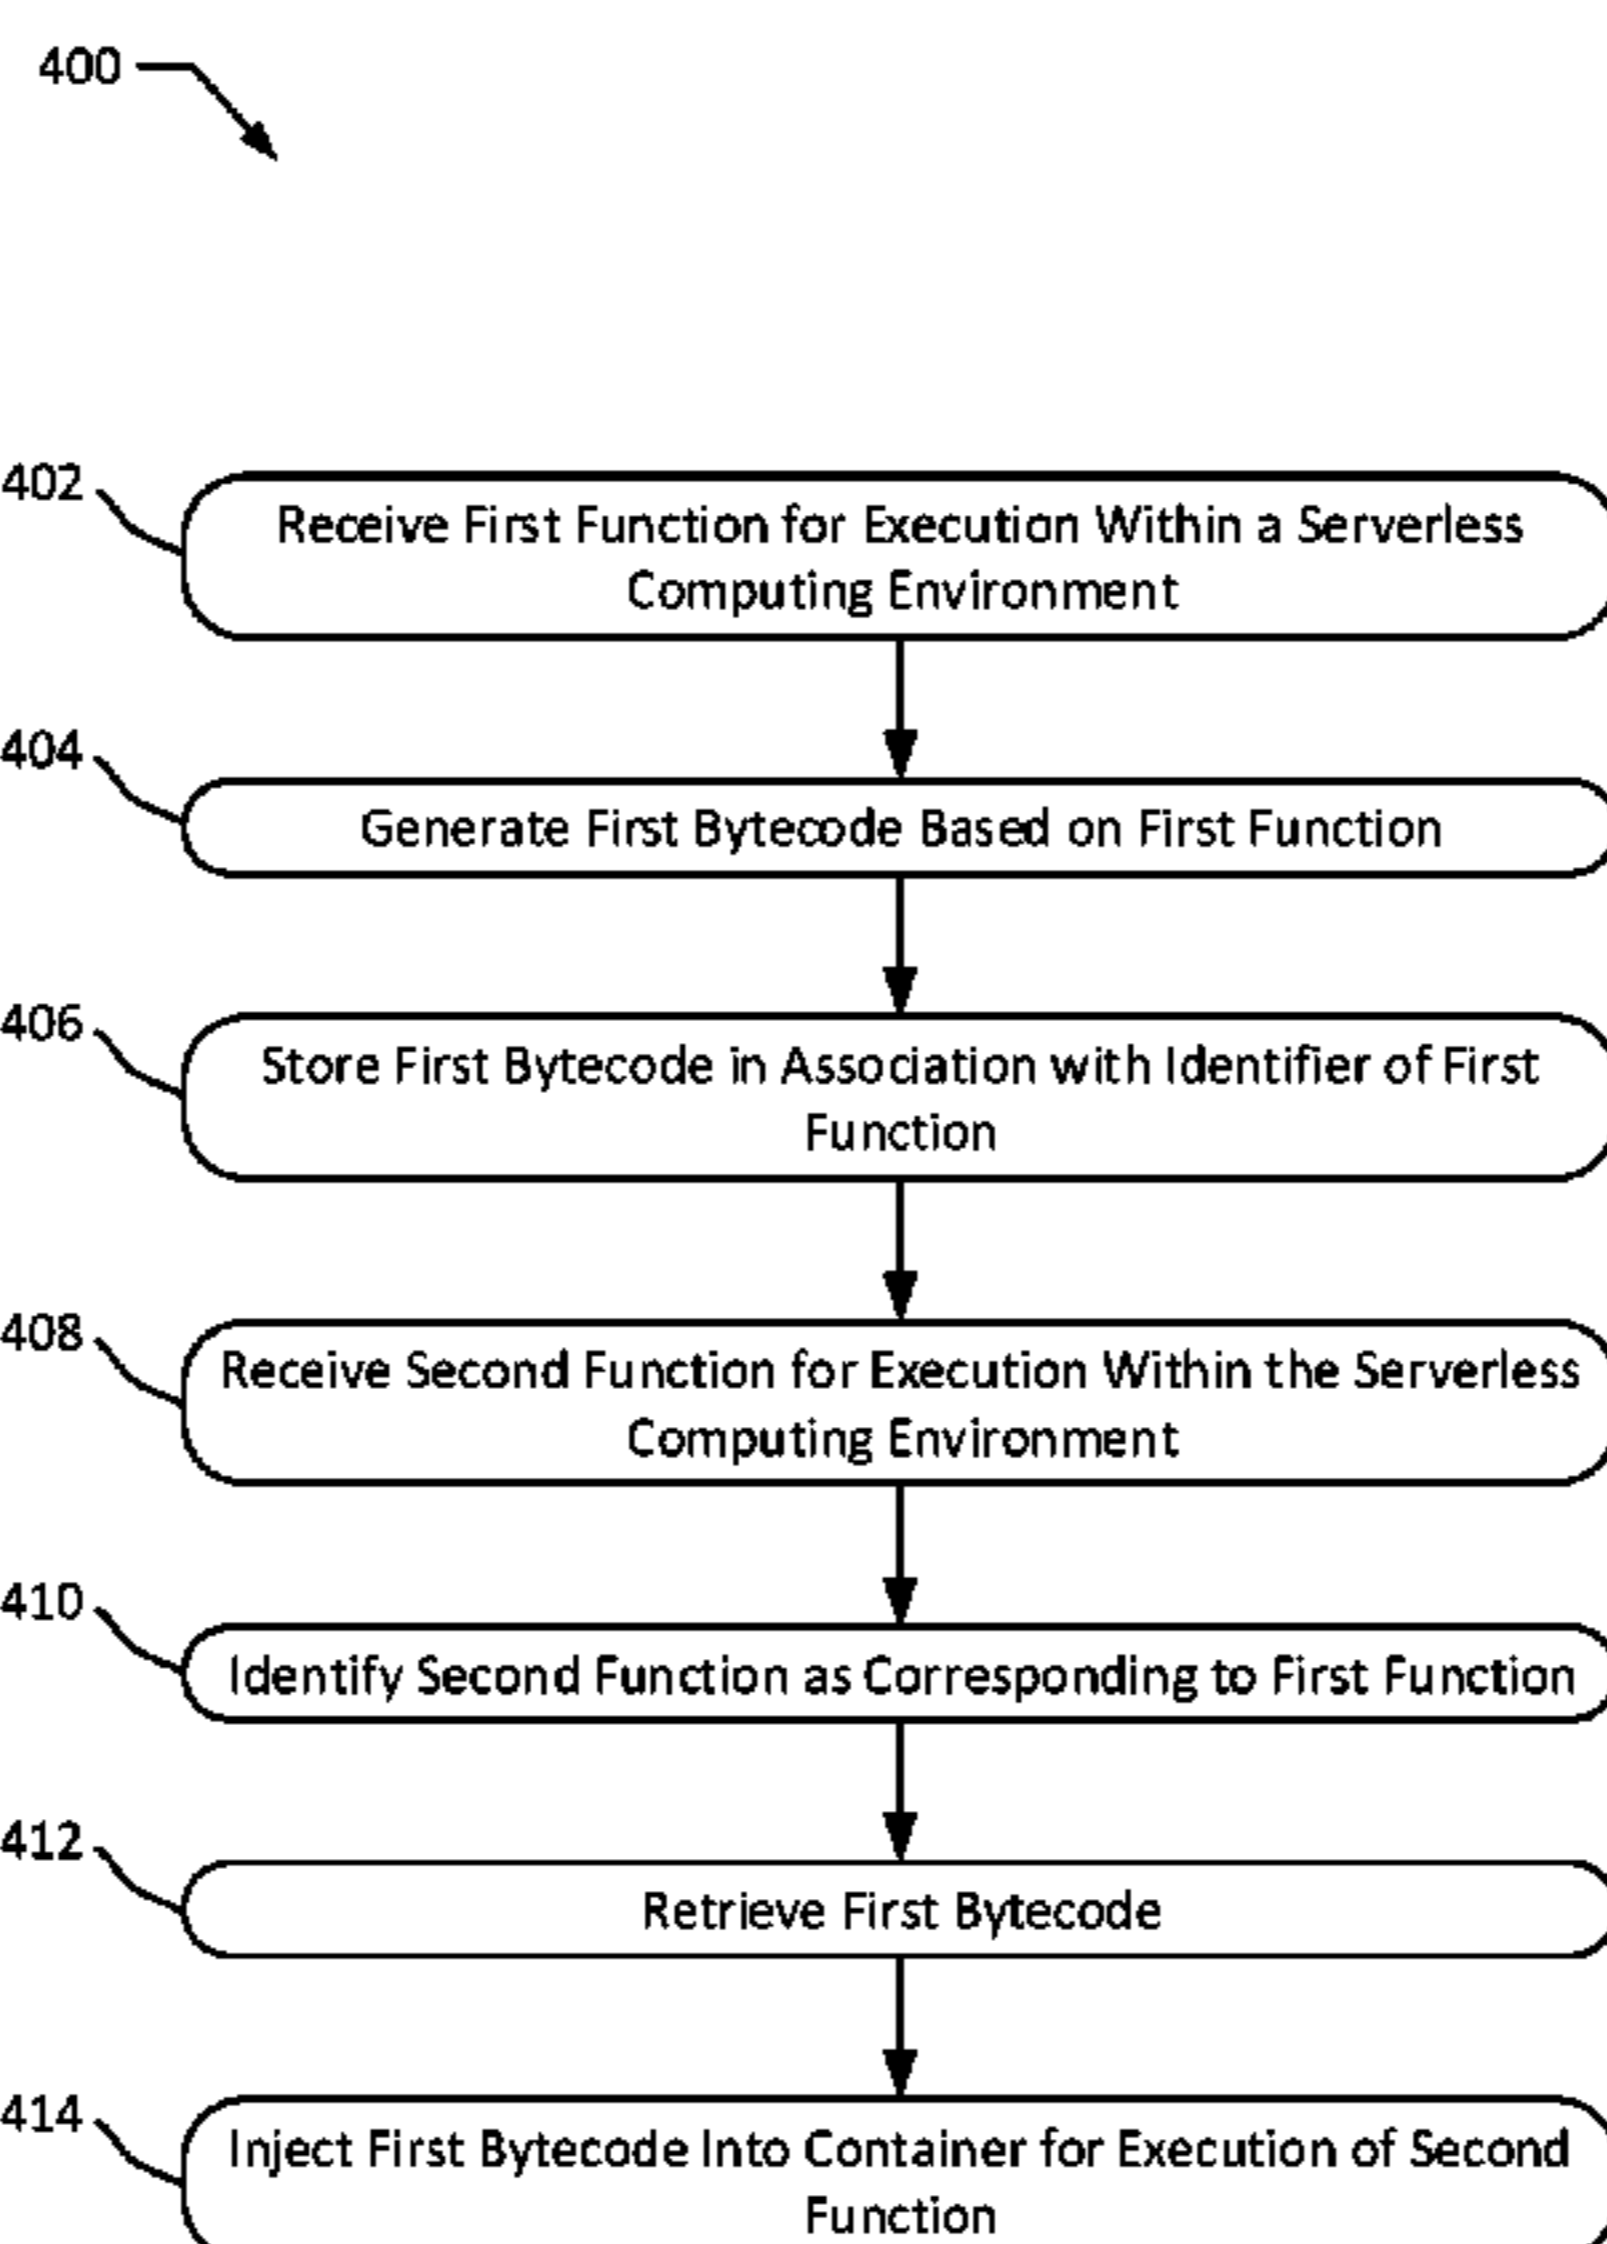 400
402
Receive First Function for Execution Within a Serverless
Computing Environment
404
Generate First Bytecode Based on First Function
406
Store First Bytecode in Association with Identifier of First
Function
408
Receive Second Function for Execution Within the Serverless
Computing Environment
410
Identify Second Function as Corresponding to First Function
412
Retrieve First Bytecode
414
Inject First Bytecode Into Container for Execution of Second
Function